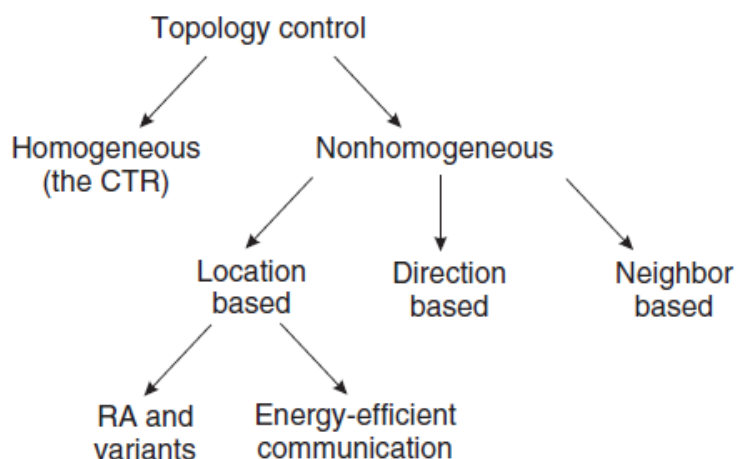 Topology control
Homogeneous
(the CTR)
Nonhomogeneous
Location
based
Direction
based
Neighbor
based
RA and
variants
Energy-efficient
communication